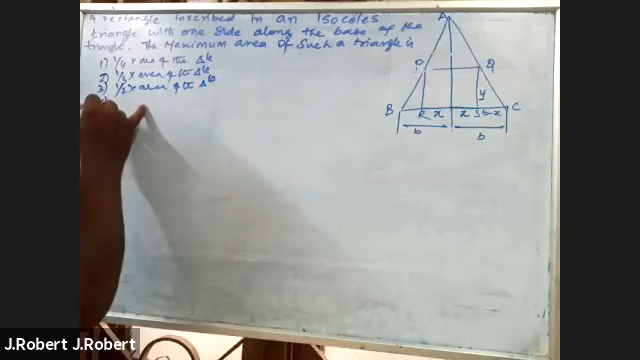 A rectangle inscribed in an Isoceles
triangle with one side along the base of the
triangle. The Maximum area of such a triangle is
1) 1/4 × area of the Δle
2) 1/3 × area of the Δle
3) 1/2 × area of the Δle
A
P Q
y
B R x x S b-x C
b b
J.Robert J.Robert